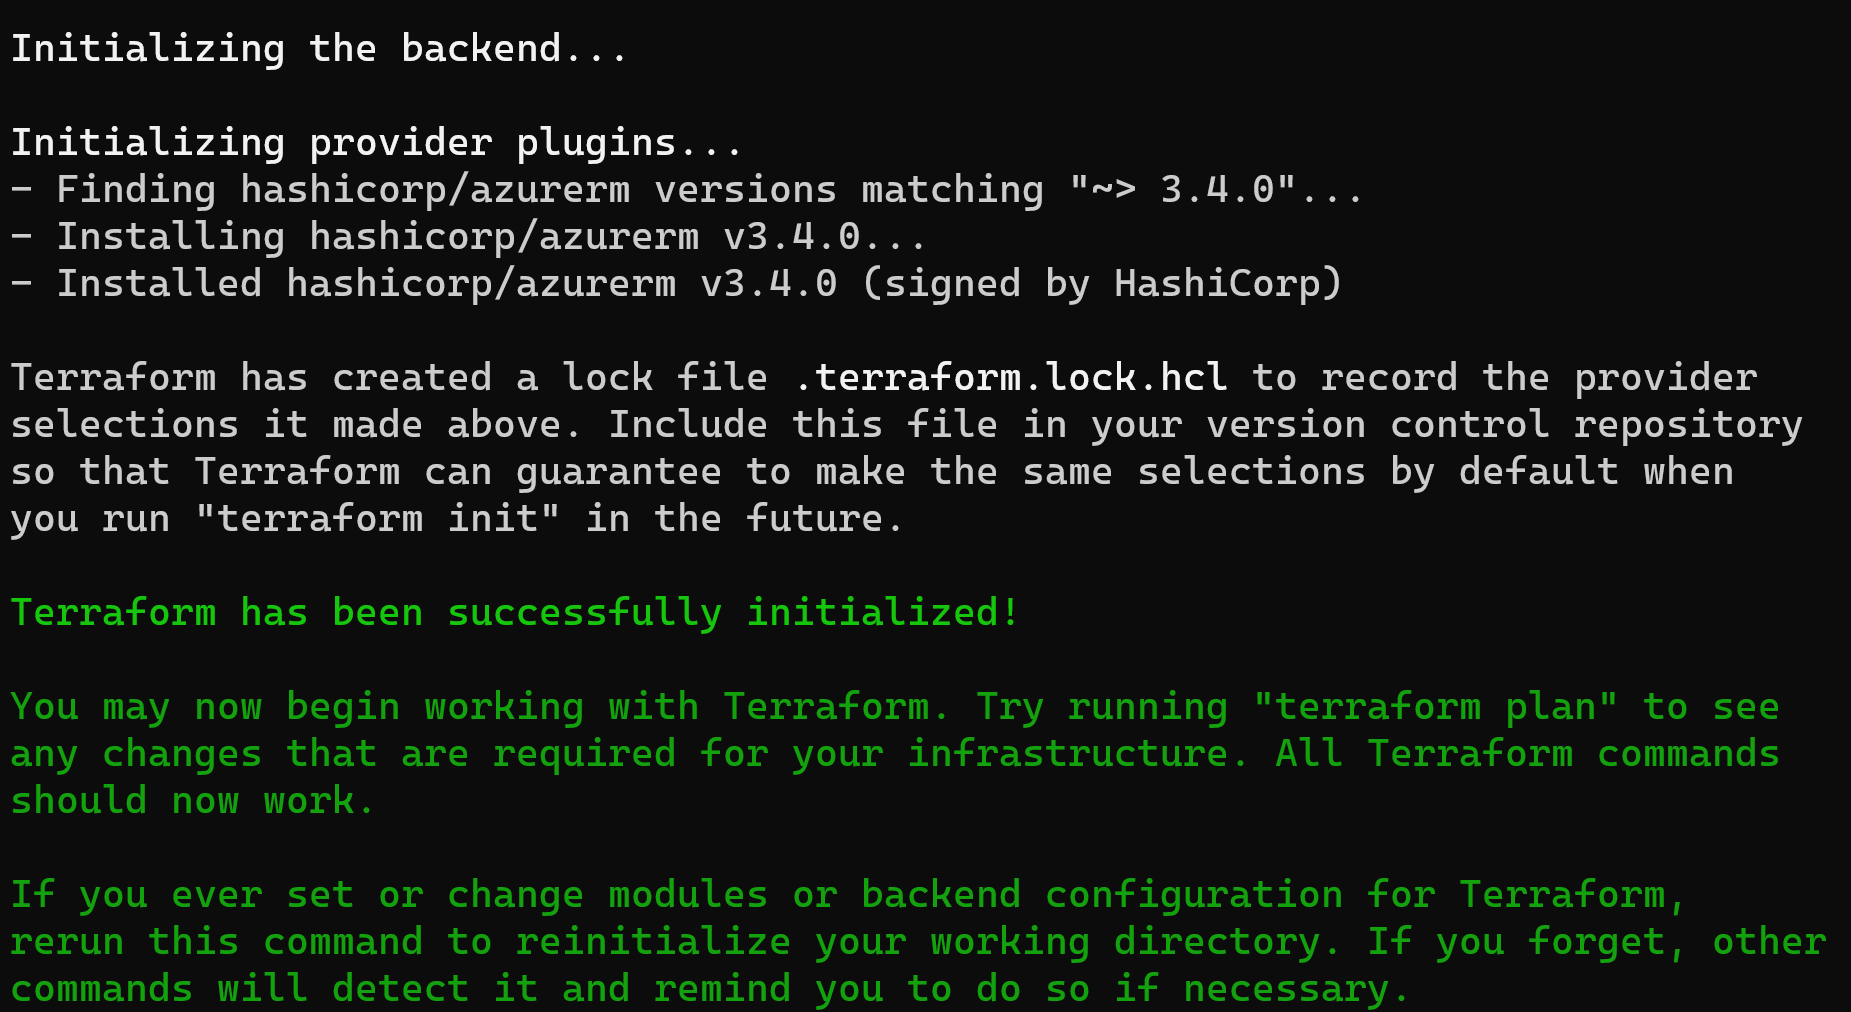 Initializing the backend...
Initializing provider plugins...
- Finding hashicorp/azurerm versions matching "~> 3.4.0"...
- Installing hashicorp/azurerm v3.4.0...
- Installed hashicorp/azurerm v3.4.0 (signed by HashiCorp)
Terraform has created a lock file .terraform.lock.hcl to record the provider
selections it made above. Include this file in your version control repository
so that Terraform can guarantee to make the same selections by default when
you run "terraform init" in the future.
Terraform has been successfully initialized!
You may now begin working with Terraform. Try running "terraform plan" to see
any changes that are required for your infrastructure. All Terraform commands
should now work.
If you ever set or change modules or backend configuration for Terraform,
rerun this command to reinitialize your working directory. If you forget, other
commands will detect it and remind you to do so if necessary.